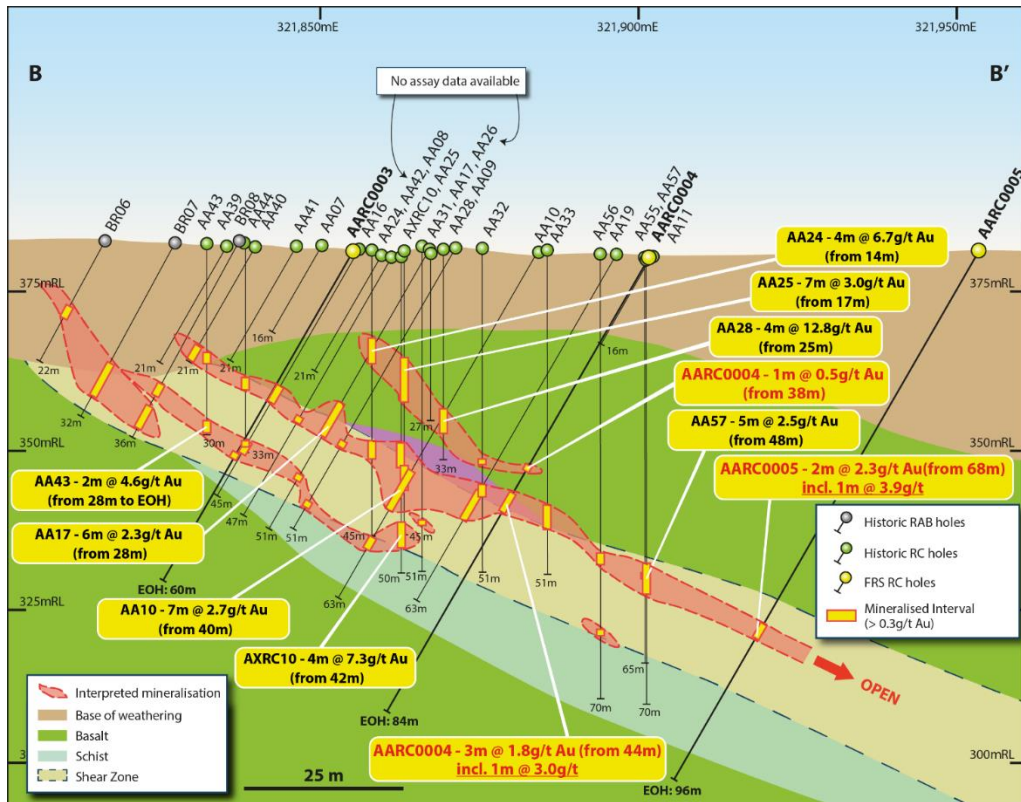 321,850mE
321,900mE
321,950mE
B
B'
No assay data available
BR06
BR07
AA43
AA39
BR08
AA44
AA40
AA41
AA07
AARC0003
AA16
AA24, AA42, AA08
AXRC10, AA25
AA31, AA17, AA26
AA28, AA09
AA32
AA10
AA33
AA56
AA19
AA55, AA57
AARC0004
AA11
AARC0005
375mRL
375mRL
350mRL
350mRL
325mRL
300mRL
AA24 - 4m @ 6.7g/t Au
(from 14m)
AA25 - 7m @ 3.0g/t Au
(from 17m)
AA28 - 4m @ 12.8g/t Au
(from 25m)
AARC0004 - 1m @ 0.5g/t Au
(from 38m)
AA57 - 5m @ 2.5g/t Au
(from 48m)
AARC0005 - 2m @ 2.3g/t Au(from 68m)
incl. 1m @ 3.9g/t
AA43 - 2m @ 4.6g/t Au
(from 28m to EOH)
AA17 - 6m @ 2.3g/t Au
(from 28m)
AA10 - 7m @ 2.7g/t Au
(from 40m)
AXRC10 - 4m @ 7.3g/t Au
(from 42m)
AARC0004 - 3m @ 1.8g/t Au (from 44m)
incl. 1m @ 3.0g/t
22m
32m
36m
21m
21m
21m
16m
21m
30m
33m
45m
47m
51m
51m
27m
33m
16m
45m
45m
50m
51m
63m
63m
51m
51m
65m
70m
70m
EOH: 60m
EOH: 84m
EOH: 96m
OPEN
Historic RAB holes
Historic RC holes
FRS RC holes
Mineralised Interval
(> 0.3g/t Au)
Interpreted mineralisation
Base of weathering
Basalt
Schist
Shear Zone
25 m